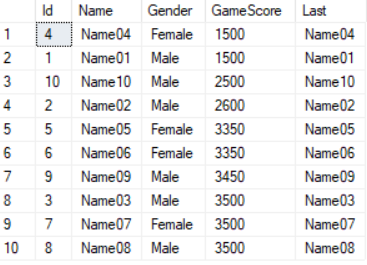 Id Name Gender GameScore Last
1 4 Name04 Female 1500 Name04
2 1 Name01 Male 1500 Name01
3 10 Name10 Male 2500 Name10
4 2 Name02 Male 2600 Name02
5 5 Name05 Female 3350 Name05
6 6 Name06 Female 3350 Name06
7 9 Name09 Male 3450 Name09
8 3 Name03 Male 3500 Name03
9 7 Name07 Female 3500 Name07
10 8 Name08 Male 3500 Name08